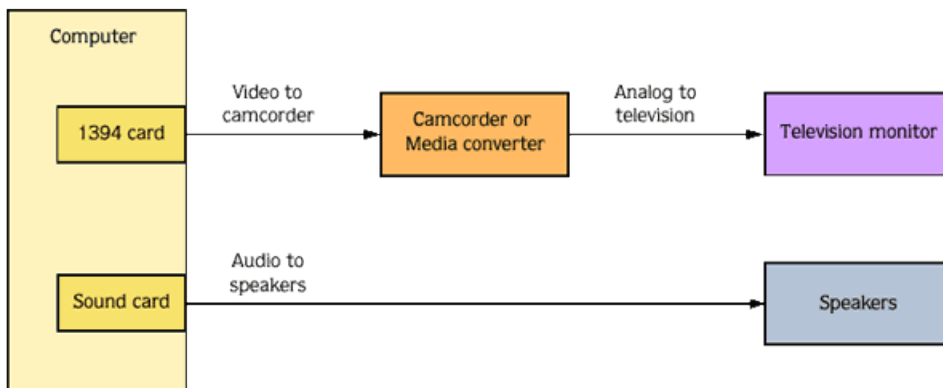 Computer
1394 card
Video to
camcorder
Camcorder or
Media converter
Analog to
television
Television monitor
Sound card
Audio to
speakers
Speakers